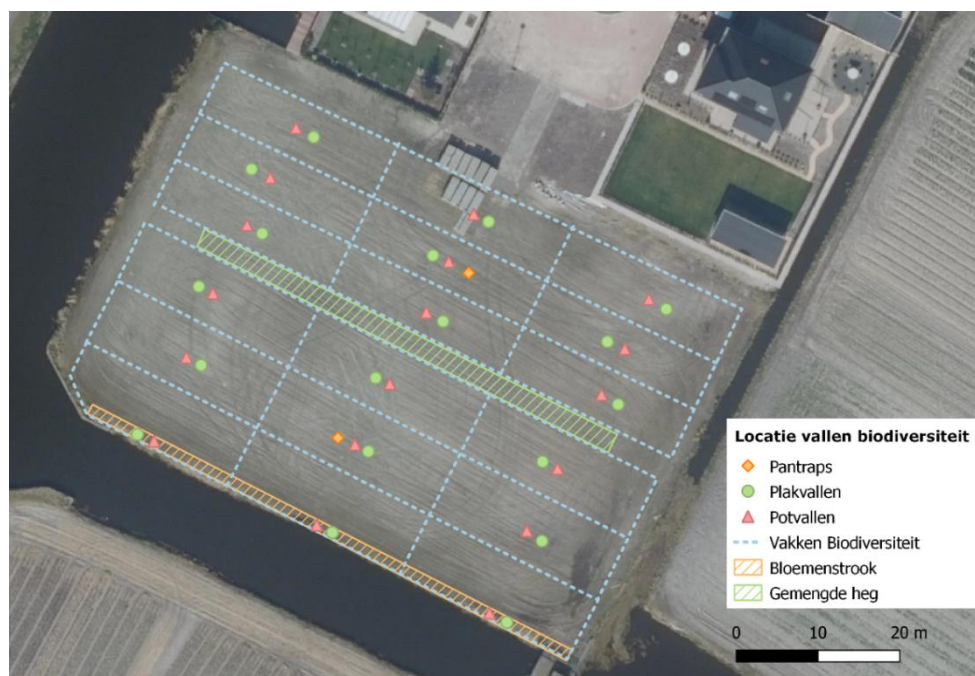 Locatie vallen biodiversiteit
Pantraps
Plakvallen
Potvallen
Vakken Biodiversiteit
Bloemenstrook
Gemengde heg
0 10 20 m